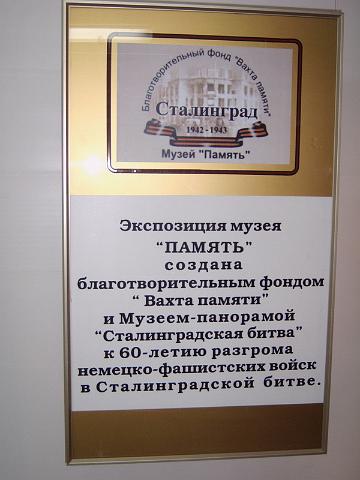 Благотворительный фонд "Вахта памяти"
Сталинград
1942-1943
Музей "Память"
Экспозиция музея
"ПАМЯТЬ"
создана
благотворительным фондом
" Вахта памяти"
и Музеем-панорамой
"Сталинградская битва"
к 60-летию разгрома
немецко-фашистских войск
в Сталинградской битве.